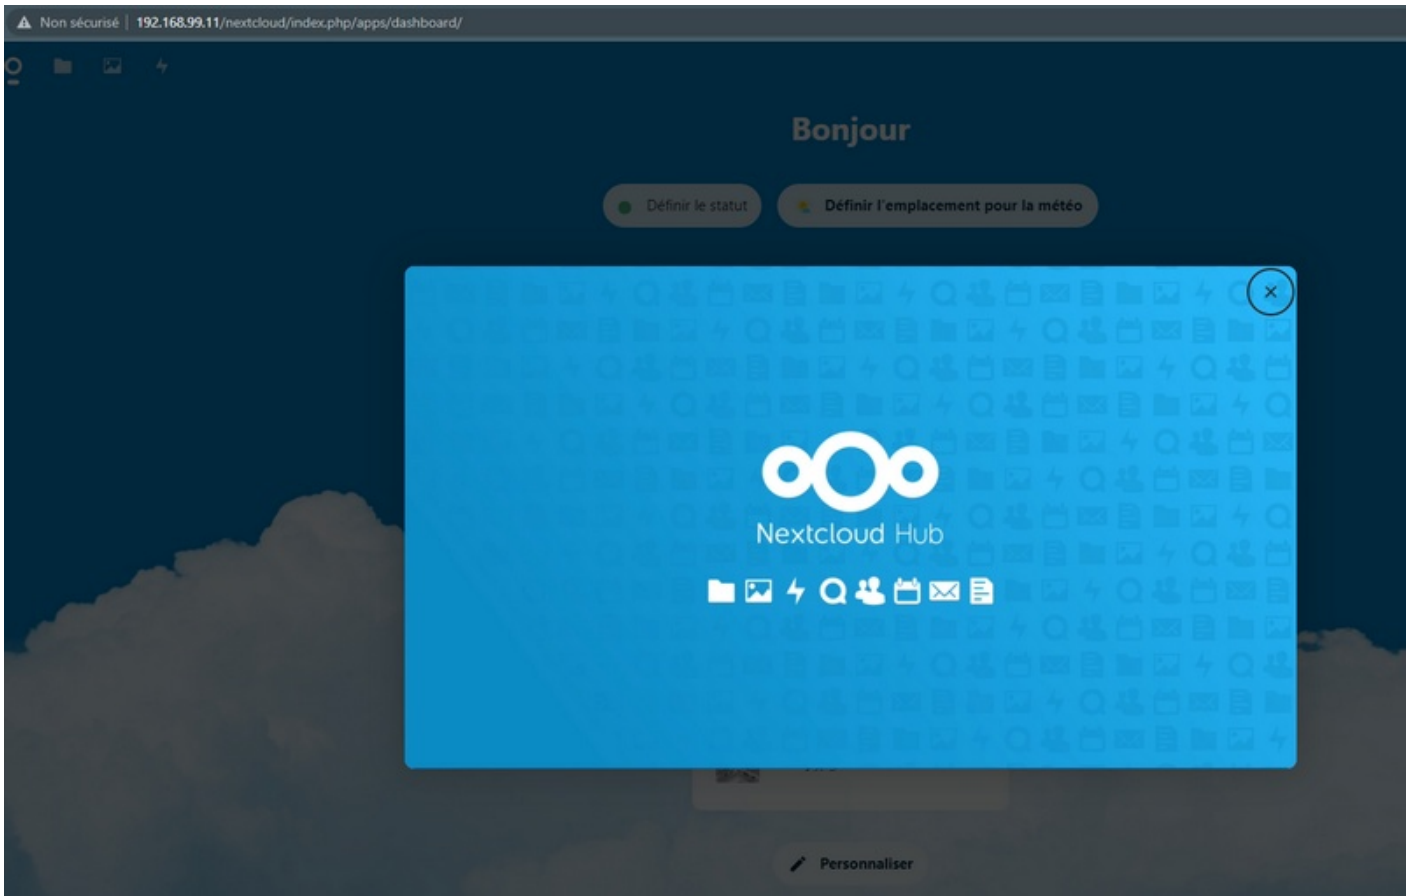 Non sécurisé | 192.168.99.11/nextcloud/index.php/apps/dashboard/
Bonjour
Définir le statut
Définir l'emplacement pour la météo
Nextcloud Hub
Personnaliser